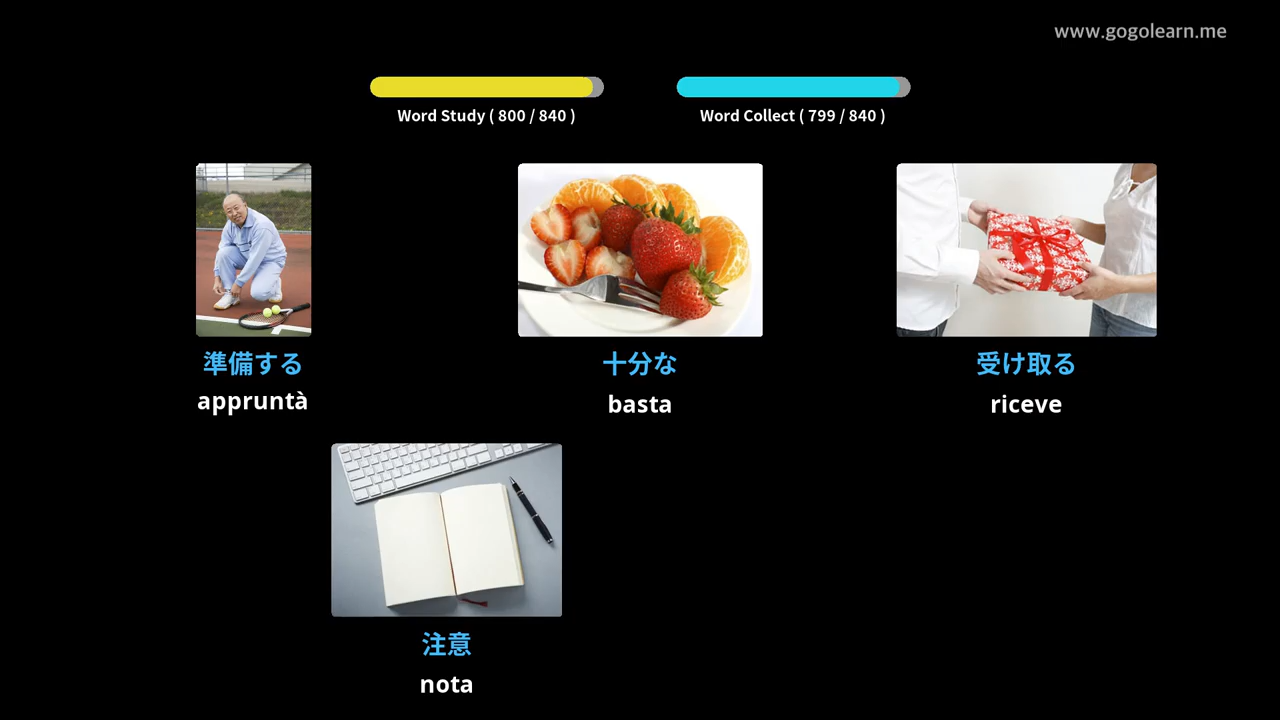 www.gogolearn.me
Word Study ( 800 / 840 )
Word Collect ( 799 / 840 )
準備する
appruntà
十分な
basta
受け取る
riceve
注意
nota